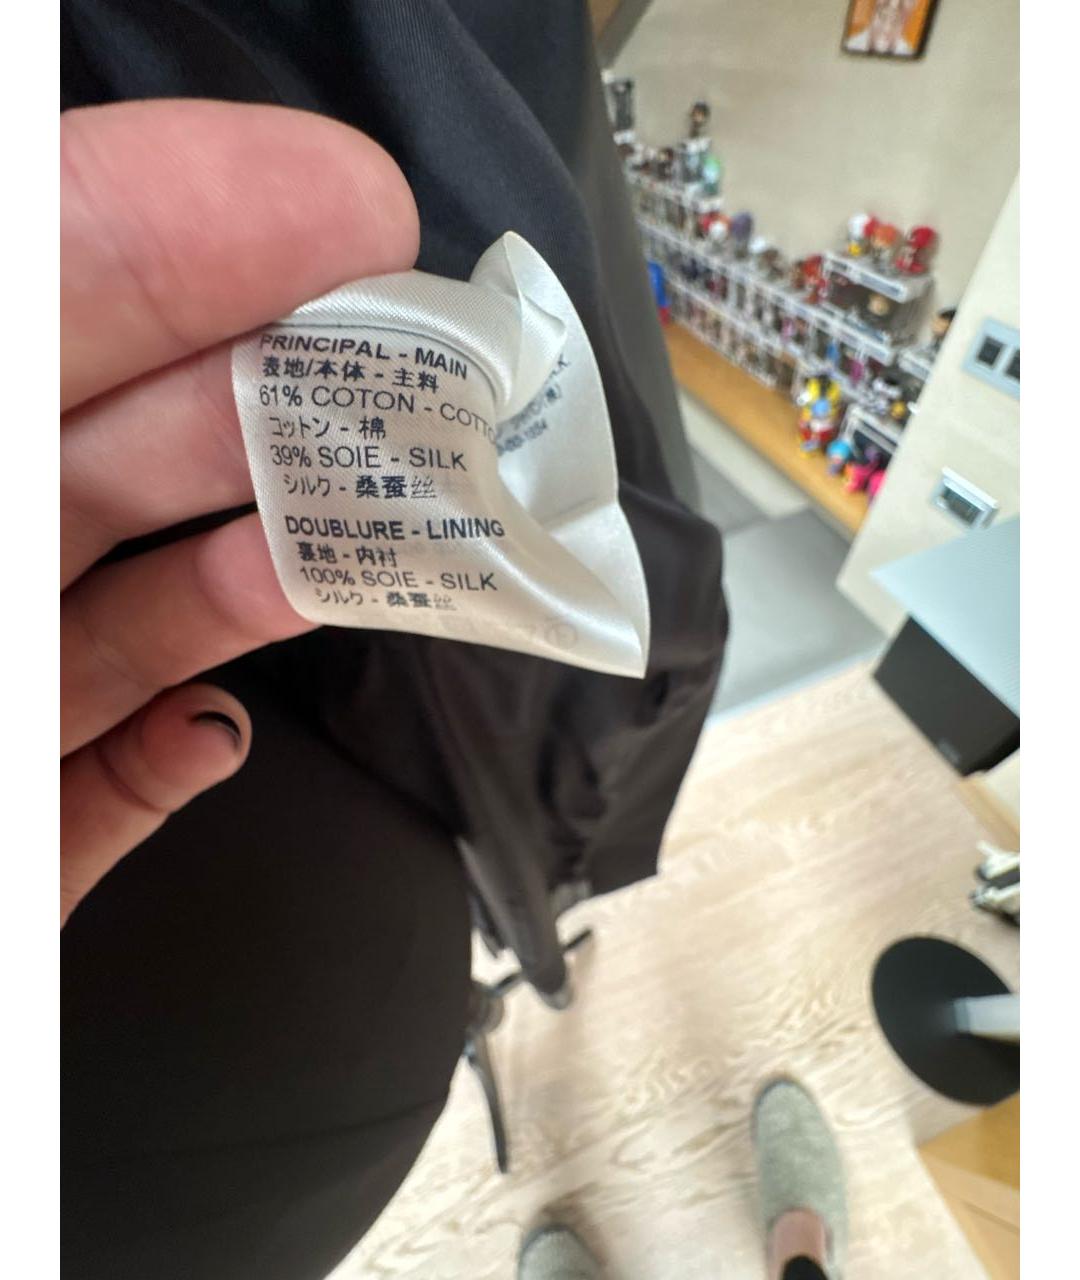 PRINCIPAL - MAIN
表地/本体 - 主料
61% COTON - COTTO
コットン - 棉
39% SOIE - SILK
シルク - 桑蚕丝
DOUBLURE - LINING
裏地 - 内衬
100% SOIE - SILK
シルク - 桑蚕丝